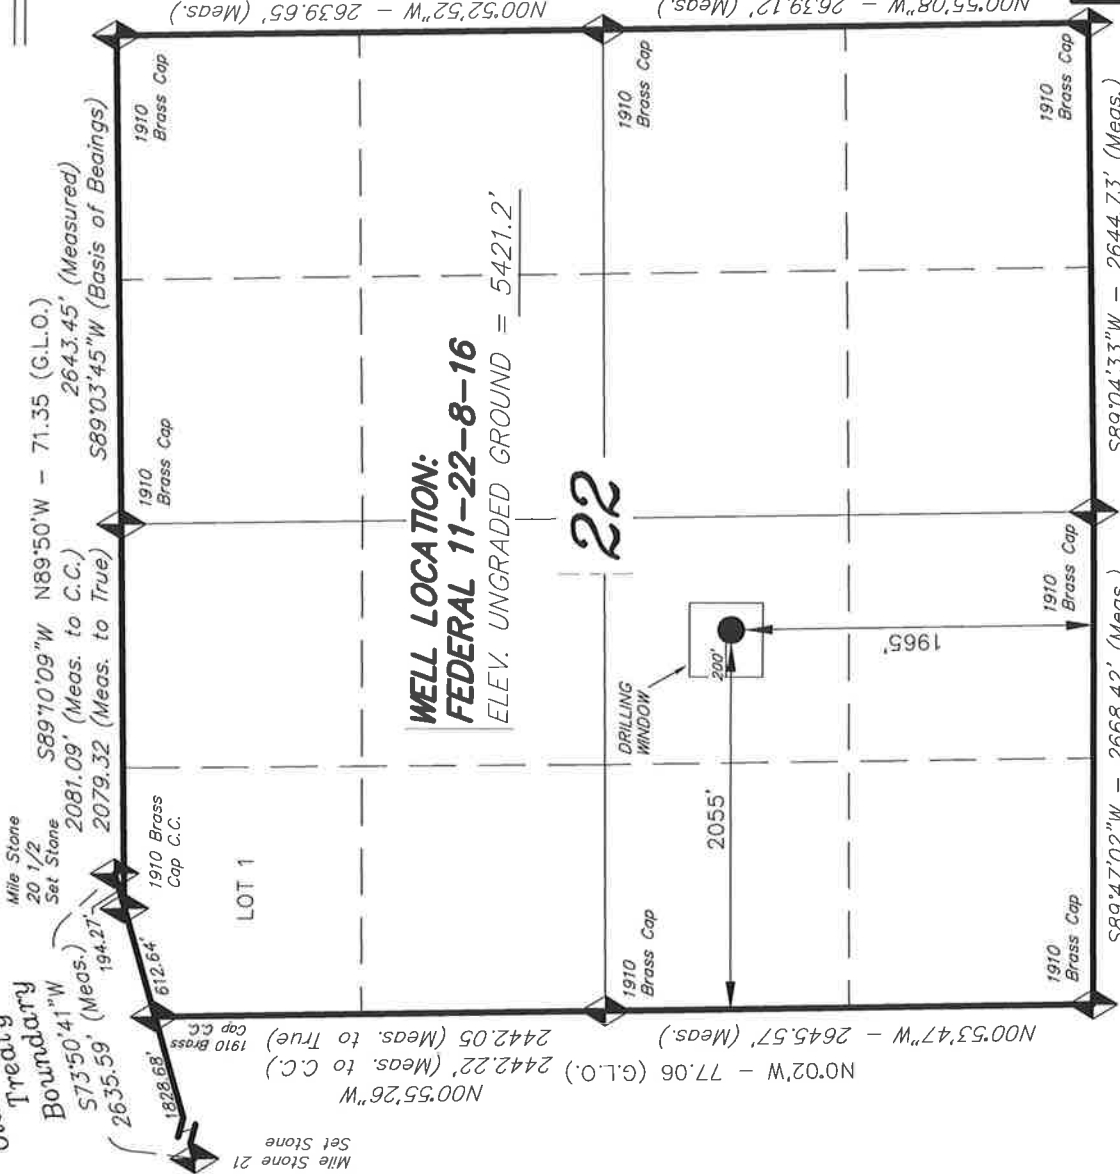 Treaty
Boundary
S73°50'41"W
2635.59' (Meas.)
194.27'
612.64'
1828.68'
Mile Stone 21
Set Stone
Mile Stone
20 1/2
Set Stone
S89°10'09"W N89°50'W - 71.35 (G.L.O.)
2081.09' (Meas. to C.C.)
2079.32 (Meas. to True)
2643.45' (Measured)
S89°03'45"W (Basis of Beaings)
1910 Brass
Cap C.C.
1910
Brass Cap
1910
Brass Cap
1910 Brass
Cap C.C.
LOT 1
WELL LOCATION:
FEDERAL 11-22-8-16
ELEV. UNGRADED GROUND = 5421.2'
22
DRILLING
WINDOW
200'
2055'
1965'
1910
Brass Cap
1910
Brass Cap
1910
Brass Cap
1910
Brass Cap
1910
Brass Cap
N00°55'26"W
2442.22' (Meas. to C.C.)
2442.05 (Meas. to True)
N0°02'W - 77.06 (G.L.O.)
N00°53'47"W - 2645.57' (Meas.)
N00°52'52"W - 2639.65' (Meas.)
N00°55'08"W - 2639.12' (Meas.)
S89°47'02"W - 2668.42' (Meas.)
S89°04'33"W - 2644.73' (Meas.)